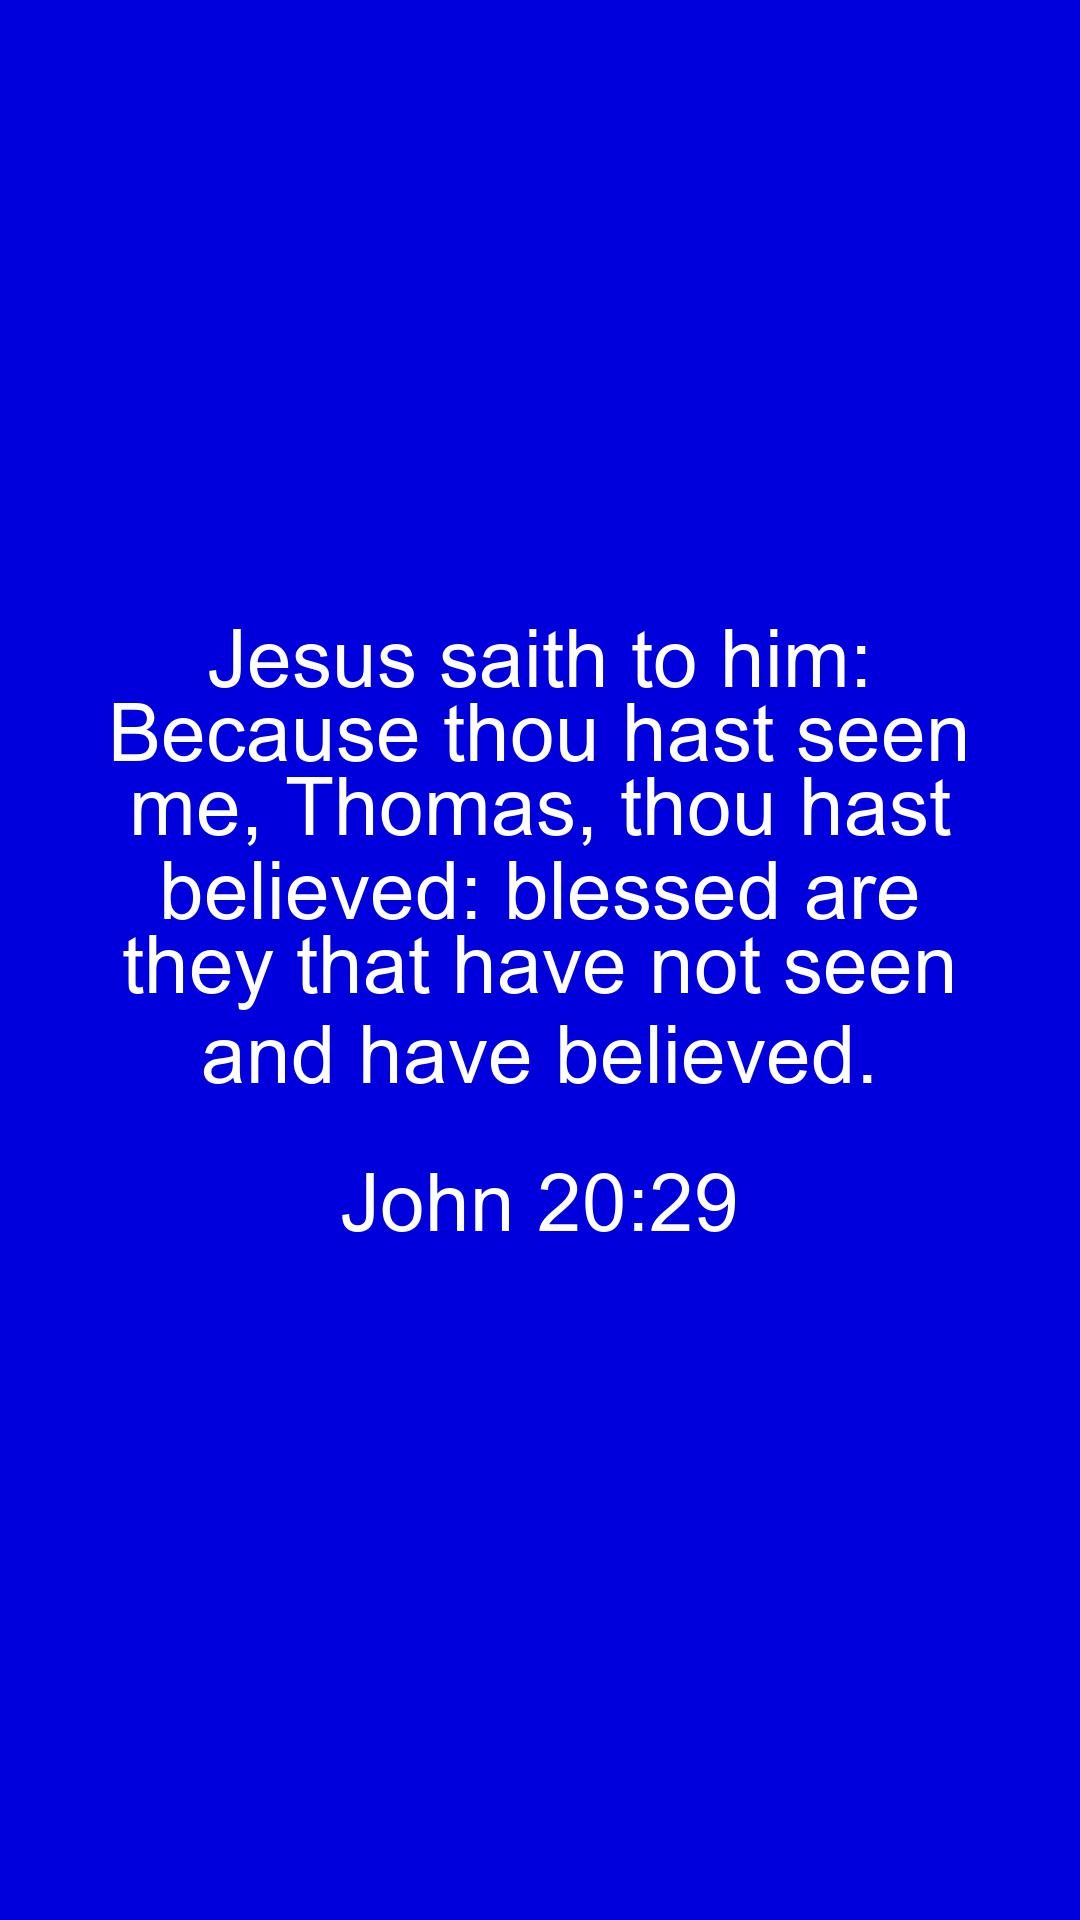 Jesus saith to him:
Because thou hast seen
me, Thomas, thou hast
believed: blessed are
they that have not seen
and have believed.
John 20:29